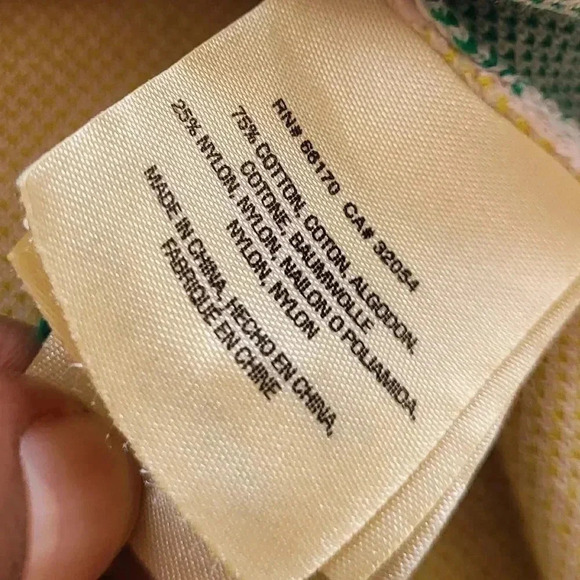 RN# 66170 CA# 32054
75% COTTON, COTON, ALGODON,
COTONE, BAUMWOLLE
25% NYLON, NYLON, NAILON O POLIAMIDA,
NYLON, NYLON
MADE IN CHINA, HECHO EN CHINA,
FABRIQUE EN CHINE